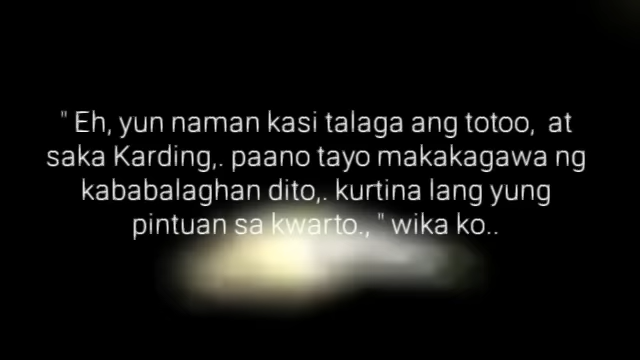 " Eh, yun naman kasi talaga ang totoo,  at
saka Karding,. paano tayo makakagawa ng
kababalaghan dito,. kurtina lang yung
pintuan sa kwarto., " wika ko..